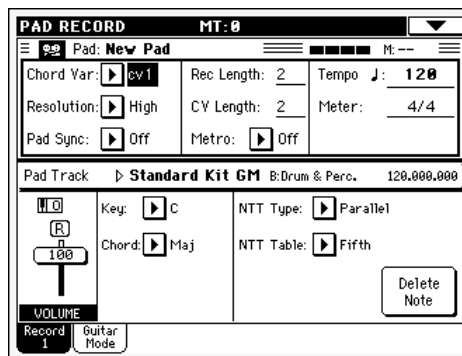 PAD RECORD MT:0
Pad: New Pad M:--
Chord Var: cv1 Rec Length: 2 Tempo ♩: 120
Resolution: High CV Length: 2 Meter: 4/4
Pad Sync: Off Metro: Off
Pad Track Standard Kit GM B:Drum & Perc. 120.000.000
0 Key: C NTT Type: Parallel
R
100 Chord: Maj NTT Table: Fifth
Delete
Note
VOLUME
Record
1
Guitar
Mode